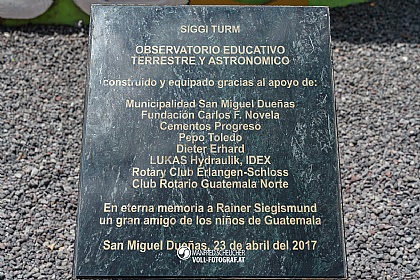 SIGGI TURM
OBSERVATORIO EDUCATIVO
TERRESTRE Y ASTRONOMICO
construido y equipado gracias al apoyo de:
Municipalidad San Miguel Dueñas
Fundación Carlos F. Novela
Cementos Progreso
Pepo Toledo
Dieter Erhard
LUKAS Hydraulik, IDEX
Rotary Club Erlangen-Schloss
Club Rotario Guatemala Norte
En eterna memoria a Rainer Siegismund
un gran amigo de los niños de Guatemala
San Miguel Dueñas, 23 de abril del 2017
MANFREDSCHEUCHER
VOLL-FOTOGRAF.AT